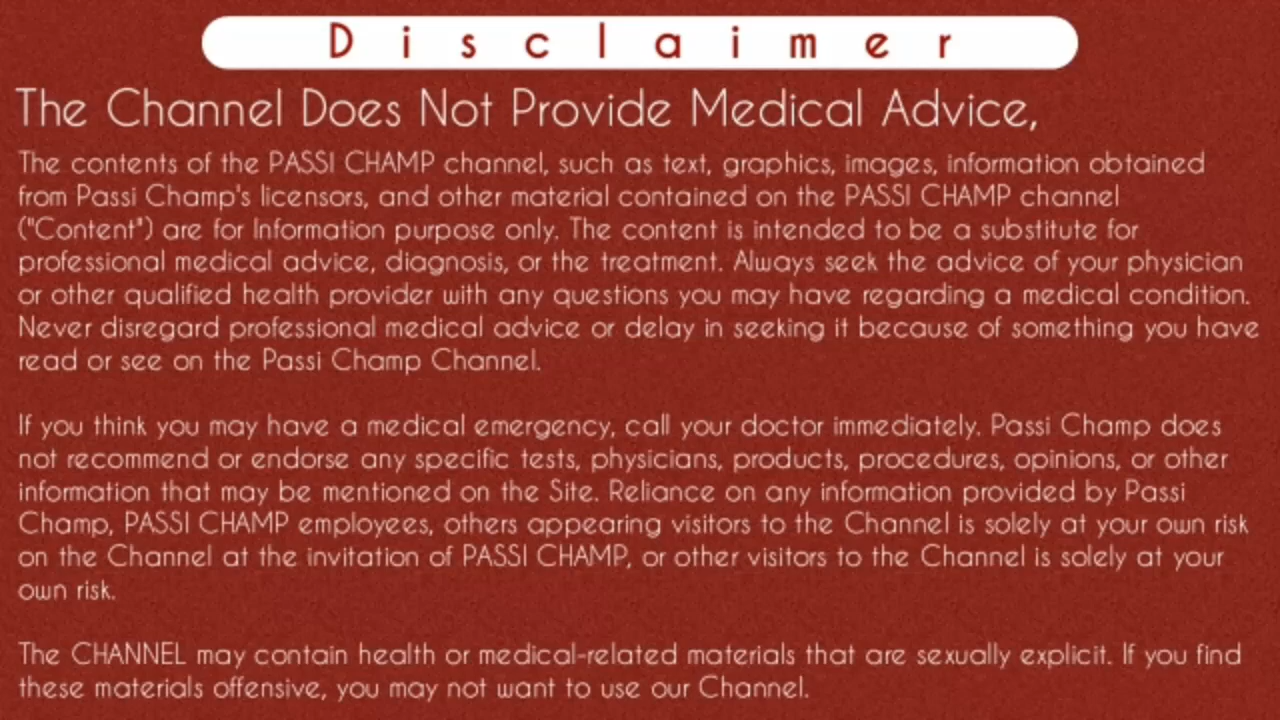 Disclaimer
The Channel Does Not Provide Medical Advice,
The contents of the PASSI CHAMP channel, such as text, graphics, images, information obtained
from Passi Champ's licensors, and other material contained on the PASSI CHAMP channel
("Content") are for Information purpose only. The content is intended to be a substitute for
professional medical advice, diagnosis, or the treatment. Always seek the advice of your physician
or other qualified health provider with any questions you may have regarding a medical condition.
Never disregard professional medical advice or delay in seeking it because of something you have
read or see on the Passi Champ Channel.
If you think you may have a medical emergency, call your doctor immediately. Passi Champ does
not recommend or endorse any specific tests, physicians, products, procedures, opinions, or other
information that may be mentioned on the Site. Reliance on any information provided by Passi
Champ, PASSI CHAMP employees, others appearing visitors to the Channel is solely at your own risk
on the Channel at the invitation of PASSI CHAMP, or other visitors to the Channel is solely at your
own risk.
The CHANNEL may contain health or medical-related materials that are sexually explicit. If you find
these materials offensive, you may not want to use our Channel.